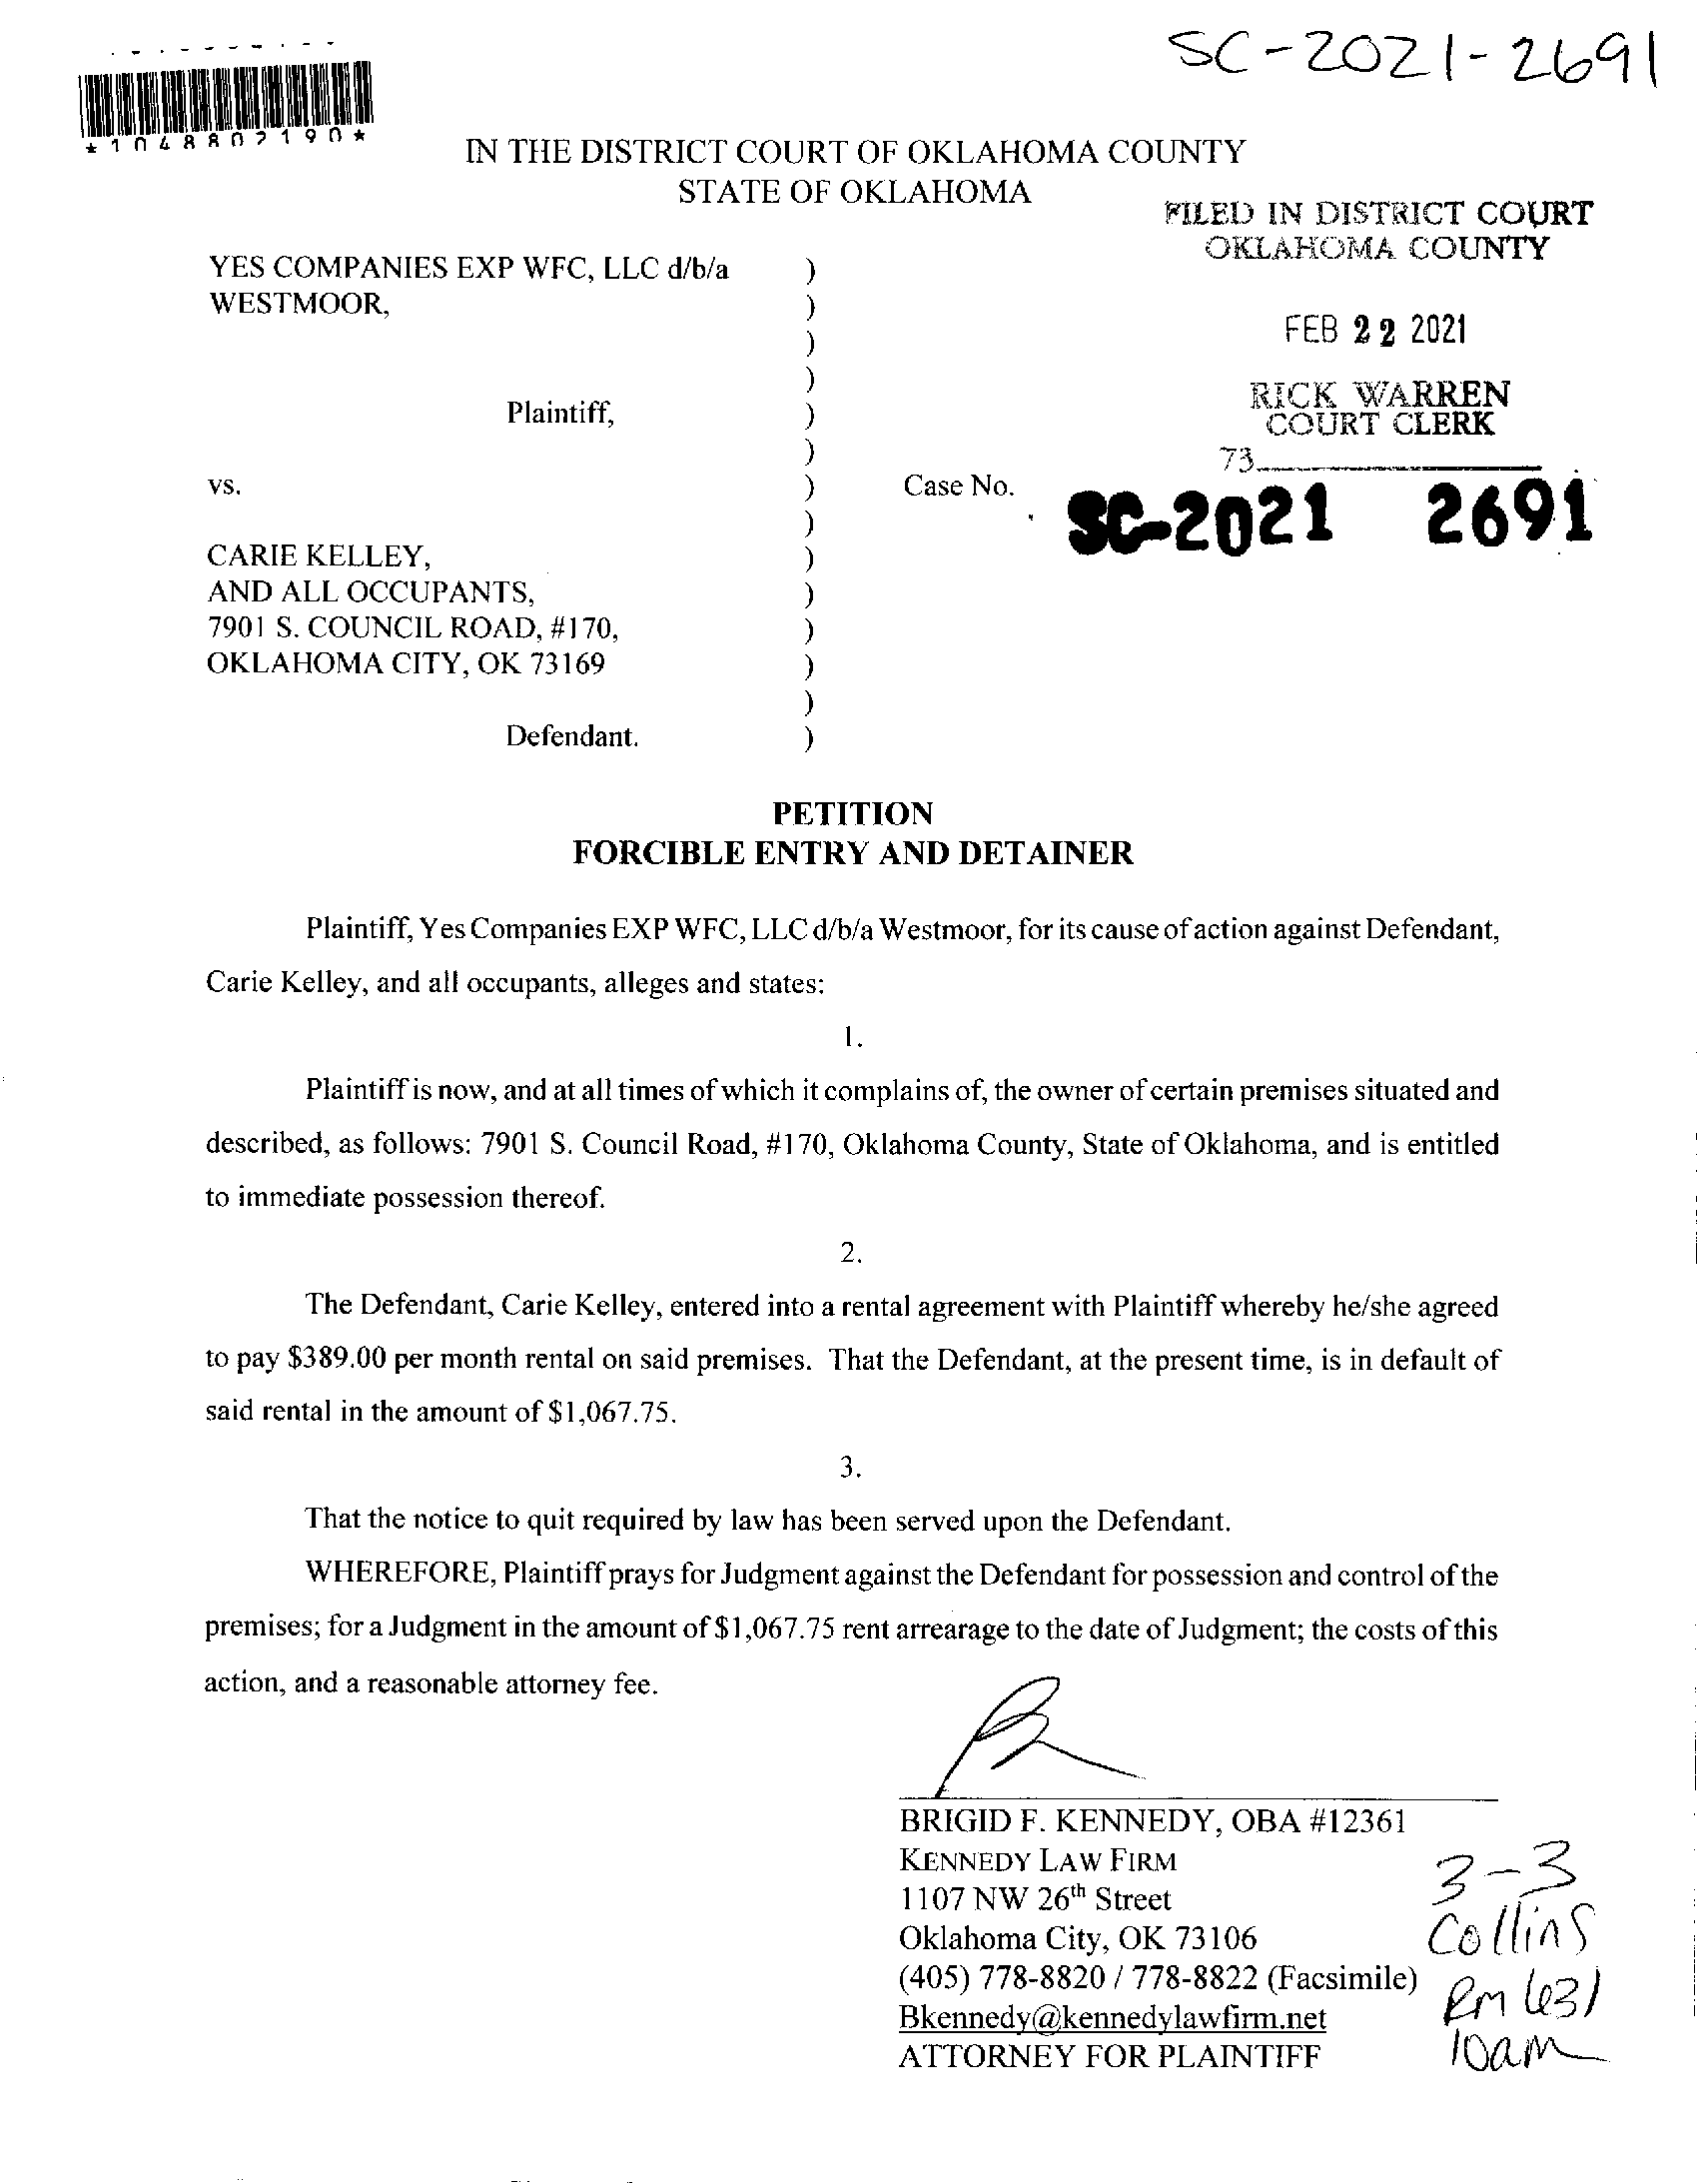 SC-2021-2691
*1048802190*
IN THE DISTRICT COURT OF OKLAHOMA COUNTY
STATE OF OKLAHOMA
FILED IN DISTRICT COURT
OKLAHOMA COUNTY
FEB 22 2021
RICK WARREN
COURT CLERK
73
YES COMPANIES EXP WFC, LLC d/b/a )
WESTMOOR, )
)
)
Plaintiff, )
)
vs. ) Case No. SC-2021 2691
)
CARIE KELLEY, )
AND ALL OCCUPANTS, )
7901 S. COUNCIL ROAD, #170, )
OKLAHOMA CITY, OK 73169 )
)
Defendant. )
PETITION
FORCIBLE ENTRY AND DETAINER
Plaintiff, Yes Companies EXP WFC, LLC d/b/a Westmoor, for its cause of action against Defendant,
Carie Kelley, and all occupants, alleges and states:
1.
Plaintiff is now, and at all times of which it complains of, the owner of certain premises situated and
described, as follows: 7901 S. Council Road, #170, Oklahoma County, State of Oklahoma, and is entitled
to immediate possession thereof.
2.
The Defendant, Carie Kelley, entered into a rental agreement with Plaintiff whereby he/she agreed
to pay $389.00 per month rental on said premises. That the Defendant, at the present time, is in default of
said rental in the amount of $1,067.75.
3.
That the notice to quit required by law has been served upon the Defendant.
WHEREFORE, Plaintiff prays for Judgment against the Defendant for possession and control of the
premises; for a Judgment in the amount of $1,067.75 rent arrearage to the date of Judgment; the costs of this
action, and a reasonable attorney fee.
BRIGID F. KENNEDY, OBA #12361
KENNEDY LAW FIRM
1107 NW 26th Street
Oklahoma City, OK 73106
(405) 778-8820 / 778-8822 (Facsimile)
Bkennedy@kennedylawfirm.net
ATTORNEY FOR PLAINTIFF
3-3
Collins
Rm 631
10am